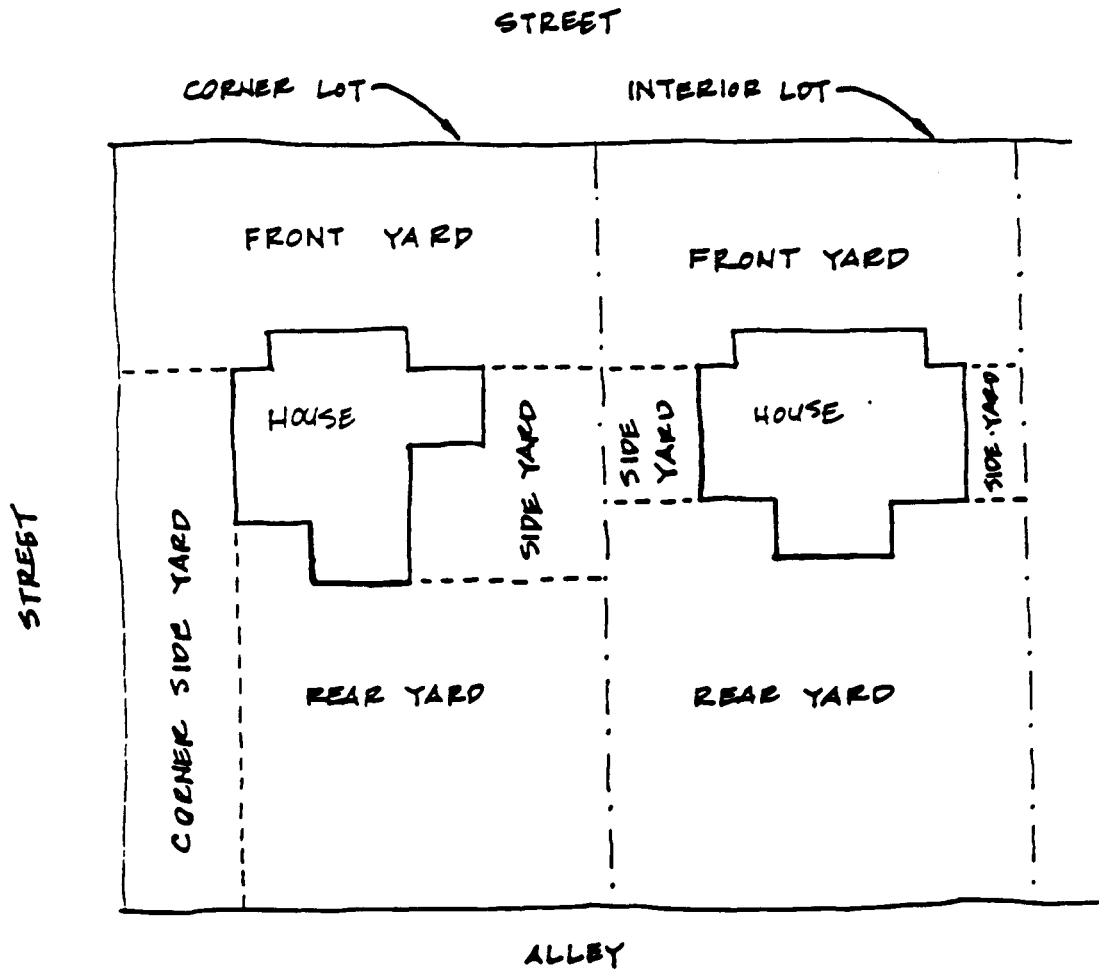 STREET
CORNER LOT
INTERIOR LOT
FRONT YARD
FRONT YARD
HOUSE
SIDE YARD
SIDE
YARD
HOUSE
SIDE YARD
STREET
CORNER SIDE YARD
REAR YARD
REAR YARD
ALLEY